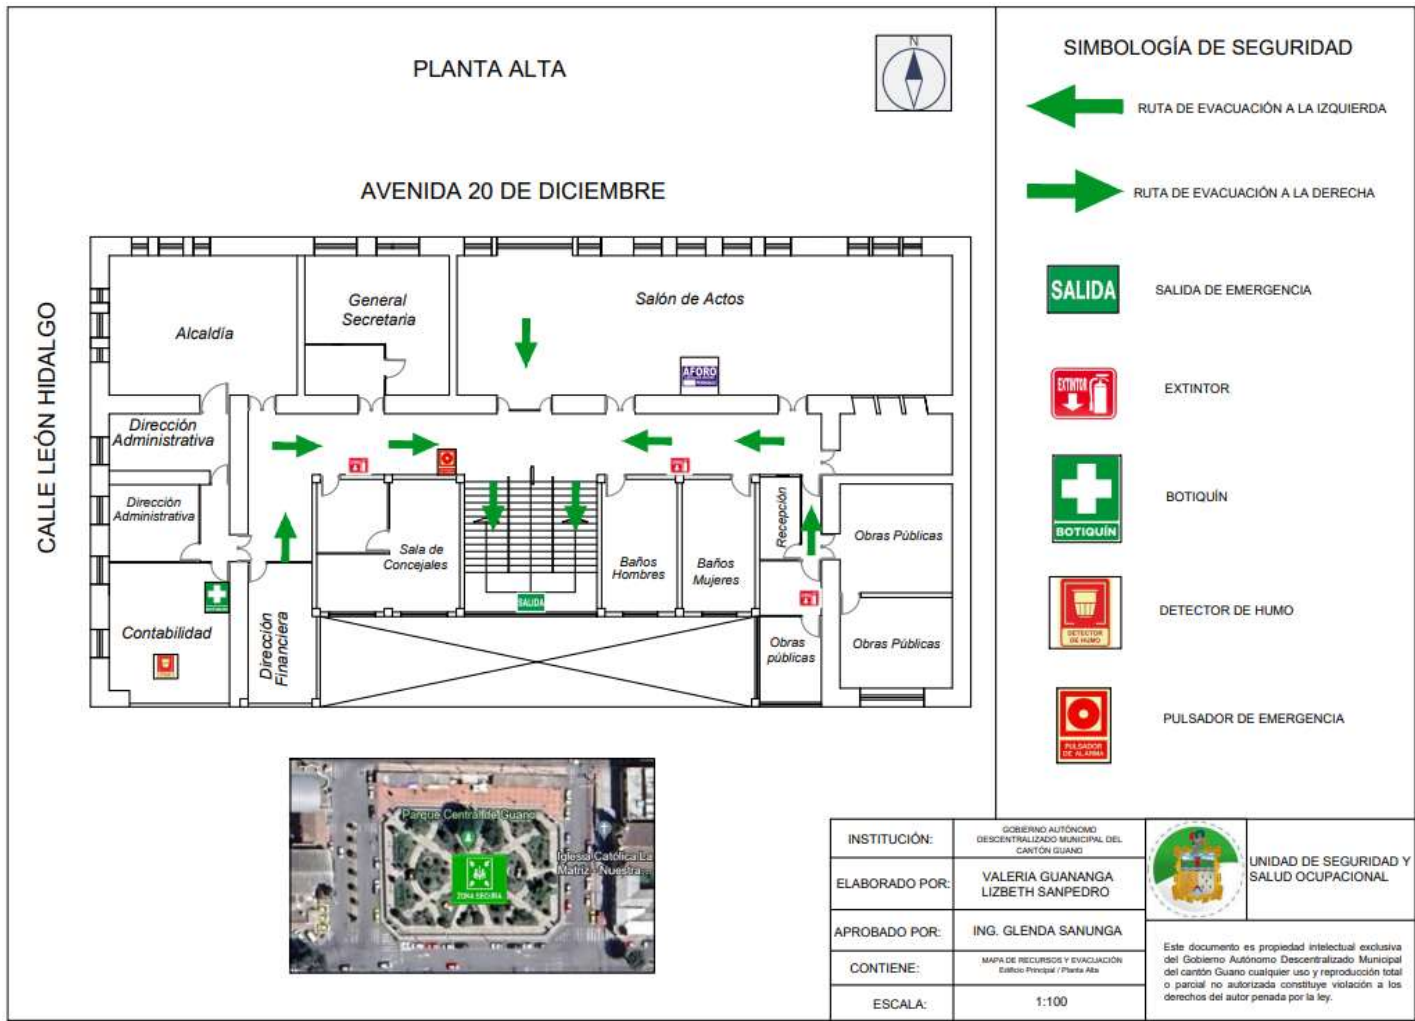 PLANTA ALTA
N
AVENIDA 20 DE DICIEMBRE
CALLE LEÓN HIDALGO
Alcaldía
General
Secretaria
Salón de Actos
AFORO
Dirección
Administrativa
Dirección
Administrativa
Contabilidad
BOTIQUÍN
Dirección
Financiera
Sala de
Concejales
SALIDA
Baños
Hombres
Baños
Mujeres
Recepción
Obras Públicas
Obras
públicas
Obras Públicas
Parque Central de Guano
Iglesia Católica La
Matriz - Nuestra...
ZONA SEGURA
SIMBOLOGÍA DE SEGURIDAD
RUTA DE EVACUACIÓN A LA IZQUIERDA
RUTA DE EVACUACIÓN A LA DERECHA
SALIDA
SALIDA DE EMERGENCIA
EXTINTOR
EXTINTOR
BOTIQUÍN
BOTIQUÍN
DETECTOR
DE HUMO
DETECTOR DE HUMO
PULSADOR
DE ALARMA
PULSADOR DE EMERGENCIA
INSTITUCIÓN:
GOBIERNO AUTÓNOMO
DESCENTRALIZADO MUNICIPAL DEL
CANTÓN GUANO
ELABORADO POR:
VALERIA GUANANGA
LIZBETH SANPEDRO
APROBADO POR:
ING. GLENDA SANUNGA
CONTIENE:
MAPA DE RECURSOS Y EVACUACIÓN
Edificio Principal / Planta Alta
ESCALA:
1:100
UNIDAD DE SEGURIDAD Y
SALUD OCUPACIONAL
Este documento es propiedad intelectual exclusiva
del Gobierno Autónomo Descentralizado Municipal
del cantón Guano cualquier uso y reproducción total
o parcial no autorizada constituye violación a los
derechos del autor penada por la ley.